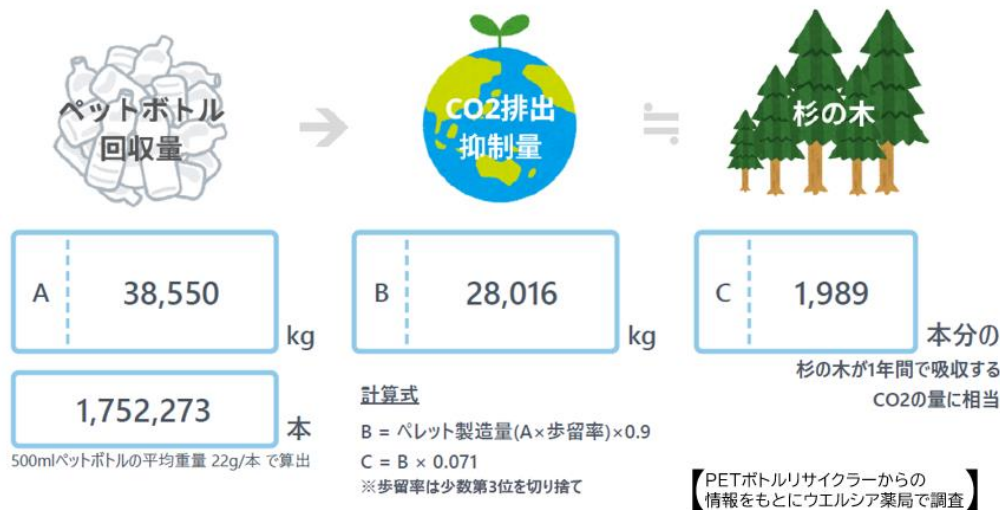 ペットボトル
回収量
CO2排出
抑制量
杉の木
A 38,550 kg
B 28,016 kg
C 1,989 本分の
杉の木が1年間で吸収する
CO2の量に相当
1,752,273 本
500mlペットボトルの平均重量 22g/本 で算出
計算式
B = ペレット製造量(A×歩留率)×0.9
C = B × 0.071
※歩留率は少数第3位を切り捨て
【PETボトルリサイクラーからの
情報をもとにウエルシア薬局で調査】